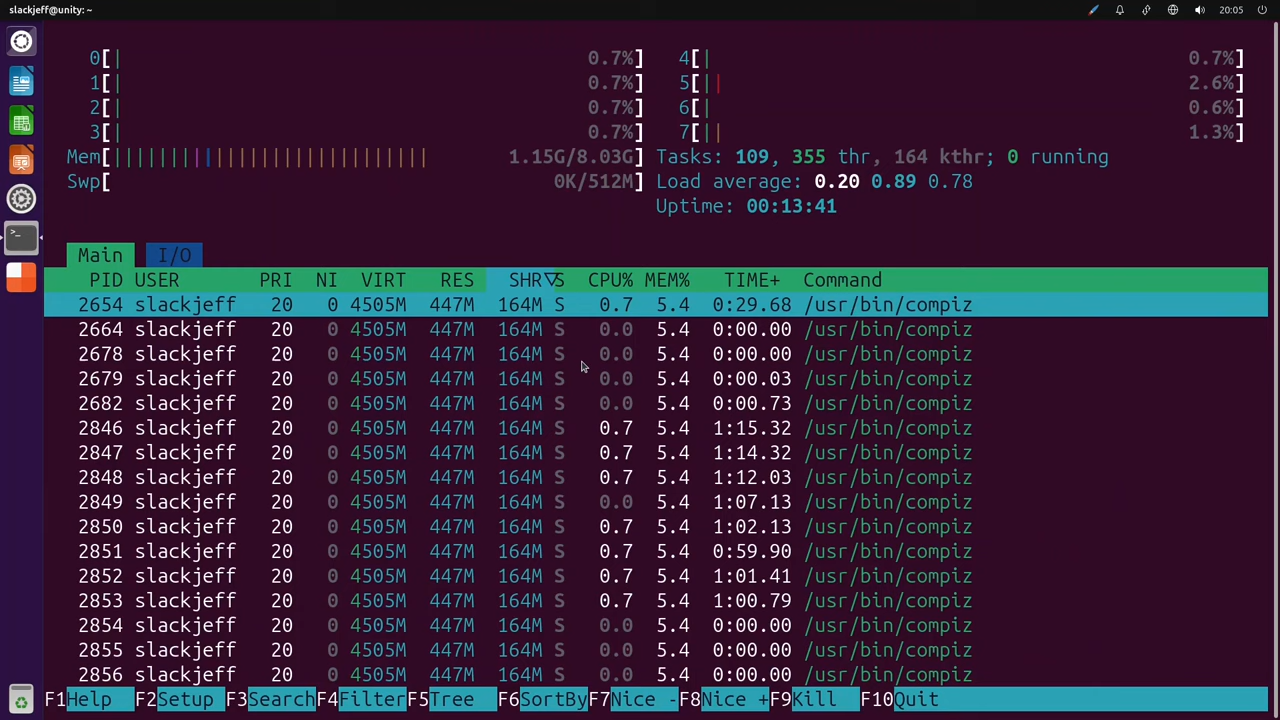 slackjeff@unity: ~ 20:05
0[| 0.7%] 4[| 0.7%]
1[| 0.7%] 5[|| 2.6%]
2[| 0.7%] 6[| 0.6%]
3[| 0.7%] 7[|| 1.3%]
Mem[||||||||||||||||||||||||||||| 1.15G/8.03G] Tasks: 109, 355 thr, 164 kthr; 0 running
Swp[ 0K/512M] Load average: 0.20 0.89 0.78
Uptime: 00:13:41
Main I/O
PID USER PRI NI VIRT RES SHR▽S CPU% MEM% TIME+ Command
2654 slackjeff 20 0 4505M 447M 164M S 0.7 5.4 0:29.68 /usr/bin/compiz
2664 slackjeff 20 0 4505M 447M 164M S 0.0 5.4 0:00.00 /usr/bin/compiz
2678 slackjeff 20 0 4505M 447M 164M S 0.0 5.4 0:00.00 /usr/bin/compiz
2679 slackjeff 20 0 4505M 447M 164M S 0.0 5.4 0:00.03 /usr/bin/compiz
2682 slackjeff 20 0 4505M 447M 164M S 0.0 5.4 0:00.73 /usr/bin/compiz
2846 slackjeff 20 0 4505M 447M 164M S 0.7 5.4 1:15.32 /usr/bin/compiz
2847 slackjeff 20 0 4505M 447M 164M S 0.7 5.4 1:14.32 /usr/bin/compiz
2848 slackjeff 20 0 4505M 447M 164M S 0.7 5.4 1:12.03 /usr/bin/compiz
2849 slackjeff 20 0 4505M 447M 164M S 0.0 5.4 1:07.13 /usr/bin/compiz
2850 slackjeff 20 0 4505M 447M 164M S 0.7 5.4 1:02.13 /usr/bin/compiz
2851 slackjeff 20 0 4505M 447M 164M S 0.7 5.4 0:59.90 /usr/bin/compiz
2852 slackjeff 20 0 4505M 447M 164M S 0.7 5.4 1:01.41 /usr/bin/compiz
2853 slackjeff 20 0 4505M 447M 164M S 0.7 5.4 1:00.79 /usr/bin/compiz
2854 slackjeff 20 0 4505M 447M 164M S 0.0 5.4 0:00.00 /usr/bin/compiz
2855 slackjeff 20 0 4505M 447M 164M S 0.0 5.4 0:00.00 /usr/bin/compiz
2856 slackjeff 20 0 4505M 447M 164M S 0.0 5.4 0:00.00 /usr/bin/compiz
F1Help F2Setup F3SearchF4FilterF5Tree F6SortByF7Nice -F8Nice +F9Kill F10Quit